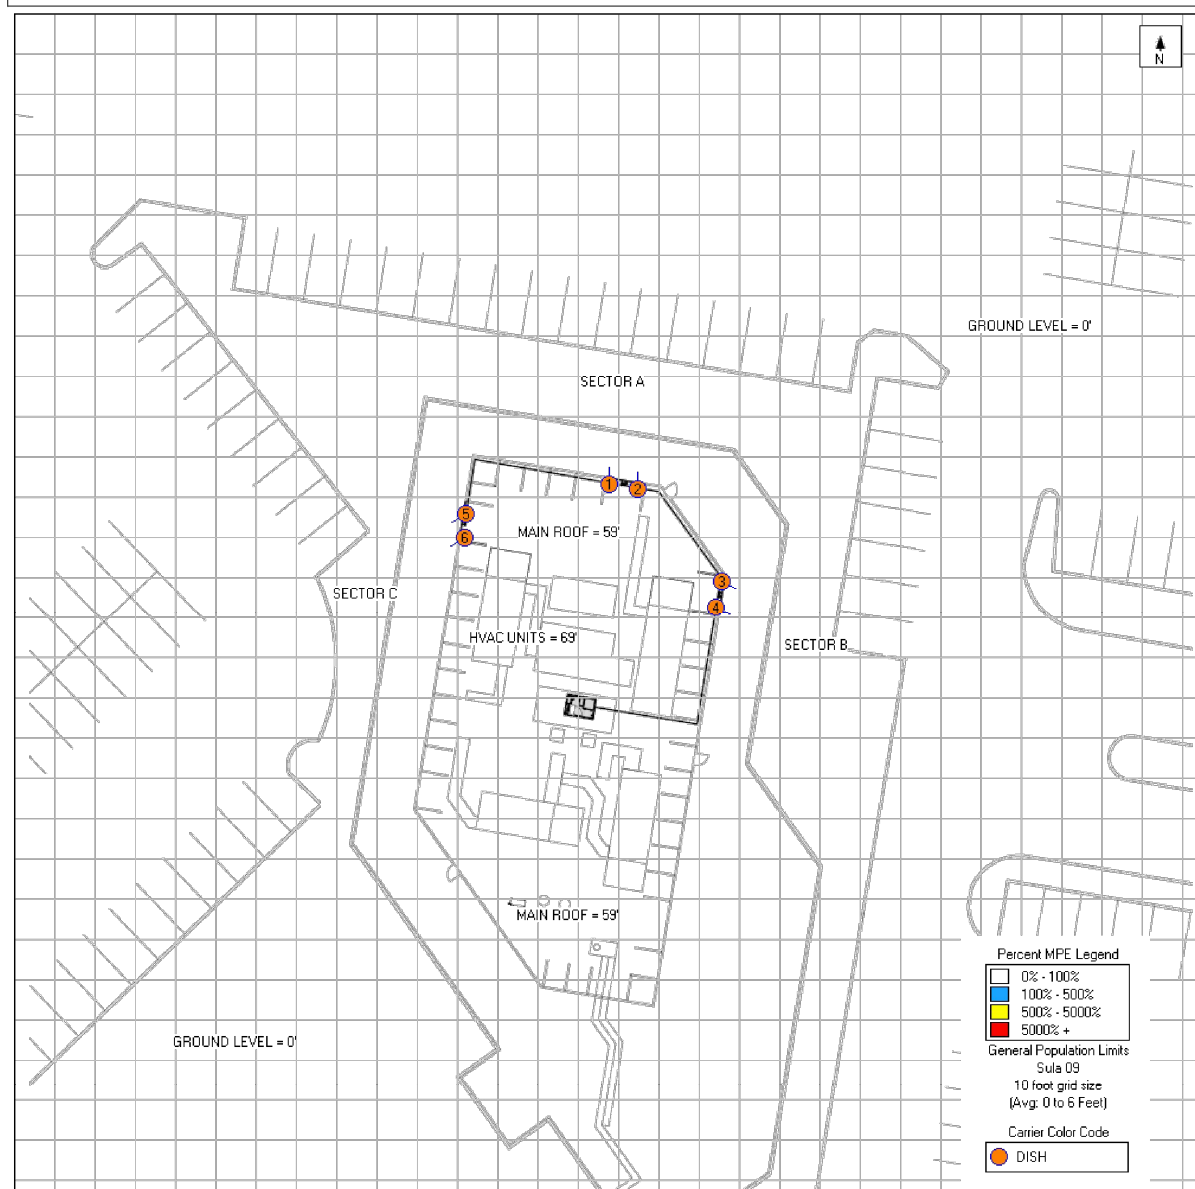 N
GROUND LEVEL = 0'
SECTOR A
1
2
5
MAIN ROOF = 59'
6
3
SECTOR C
4
HVAC UNITS = 69'
SECTOR B
MAIN ROOF = 59'
GROUND LEVEL = 0'
Percent MPE Legend
0% - 100%
100% - 500%
500% - 5000%
5000% +
General Population Limits
Sula 09
10 foot grid size
(Avg: 0 to 6 Feet)
Carrier Color Code
DISH